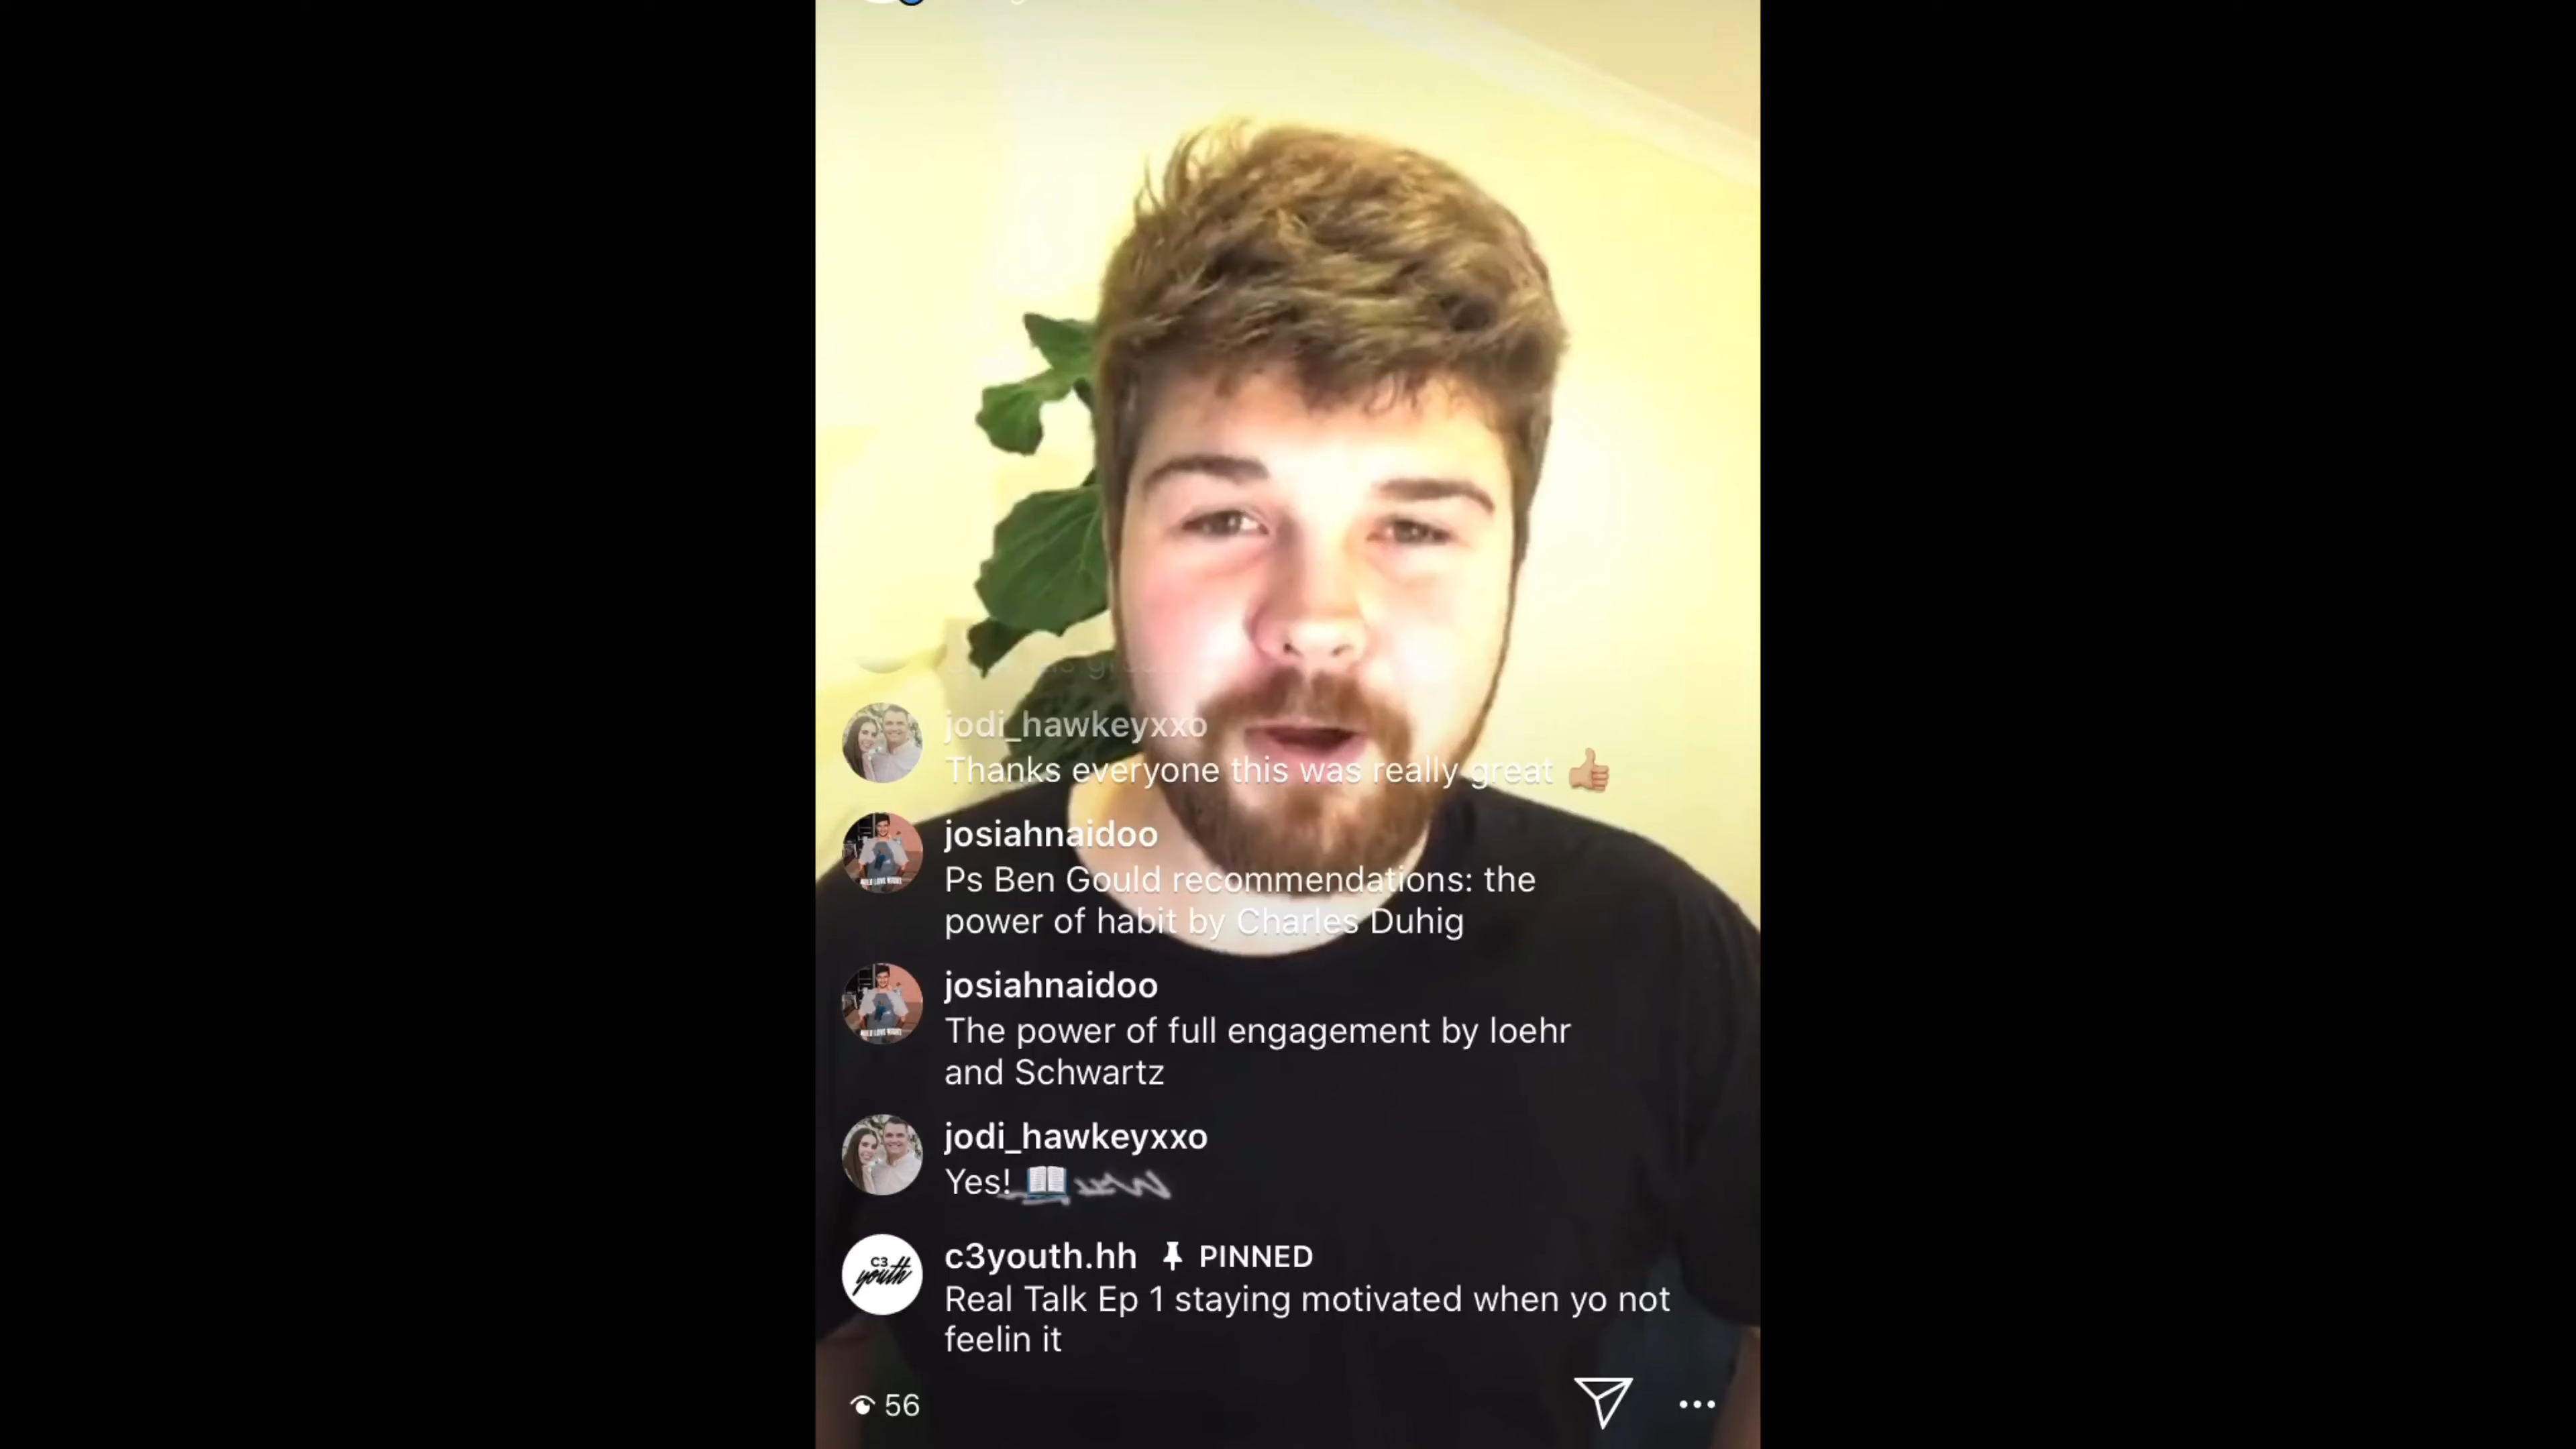 jodi_hawkeyxxo
Thanks everyone this was really great 👍🏼
josiahnaidoo
Ps Ben Gould recommendations: the
power of habit by Charles Duhig
josiahnaidoo
The power of full engagement by loehr
and Schwartz
jodi_hawkeyxxo
Yes! 📖
C3
youth
c3youth.hh PINNED
Real Talk Ep 1 staying motivated when yo not
feelin it
56